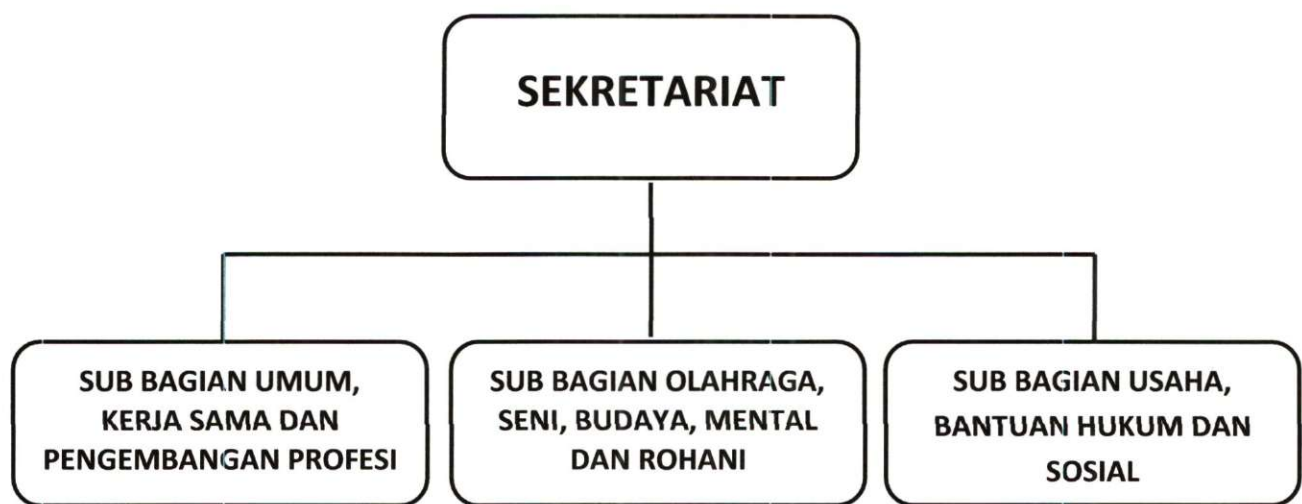 SEKRETARIAT
SUB BAGIAN UMUM,
KERJA SAMA DAN
PENGEMBANGAN PROFESI
SUB BAGIAN OLAHRAGA,
SENI, BUDAYA, MENTAL
DAN ROHANI
SUB BAGIAN USAHA,
BANTUAN HUKUM DAN
SOSIAL